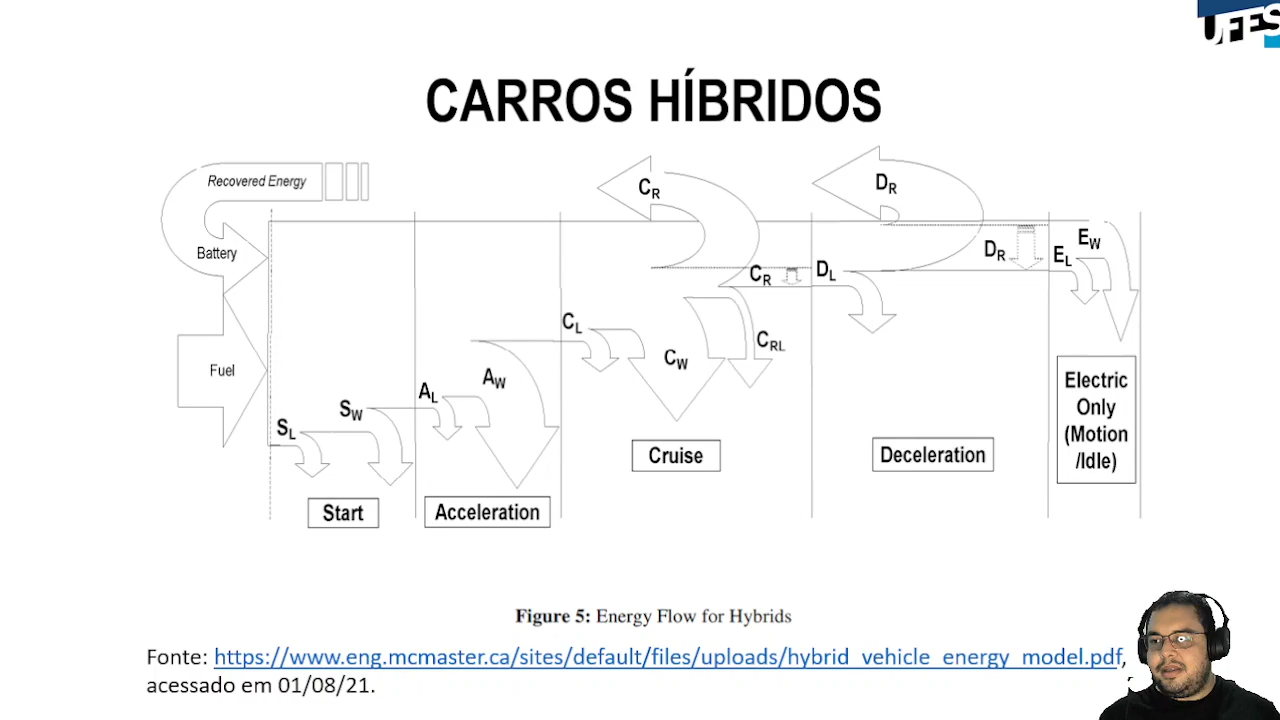 UFES
CARROS HÍBRIDOS
Recovered Energy
Battery
Fuel
S_L
S_W
Start
A_L
A_W
Acceleration
C_R
C_L
C_W
C_R
C_RL
Cruise
D_R
D_L
D_R
Deceleration
E_L
E_W
Electric
Only
(Motion
/Idle)
Figure 5: Energy Flow for Hybrids
Fonte: https://www.eng.mcmaster.ca/sites/default/files/uploads/hybrid_vehicle_energy_model.pdf,
acessado em 01/08/21.